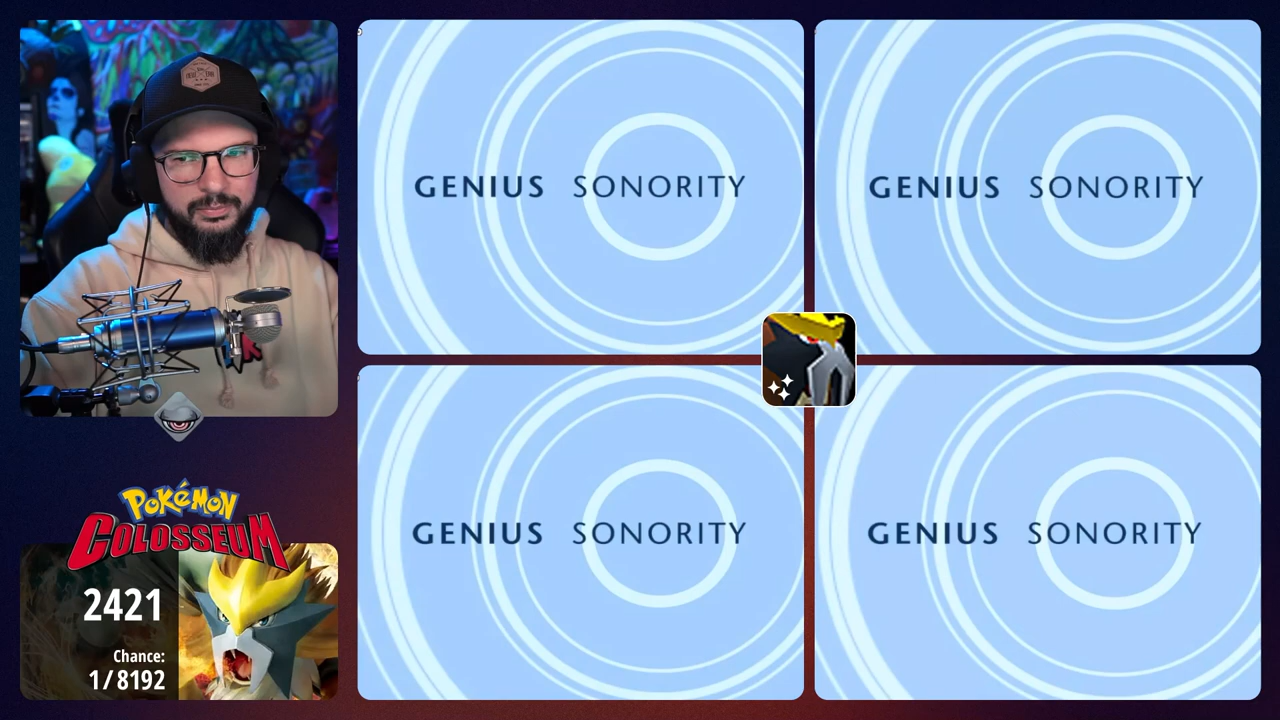 GENIUS SONORITY
GENIUS SONORITY
GENIUS SONORITY
GENIUS SONORITY
POKéMON
COLOSSEUM
2421
Chance:
1/8192